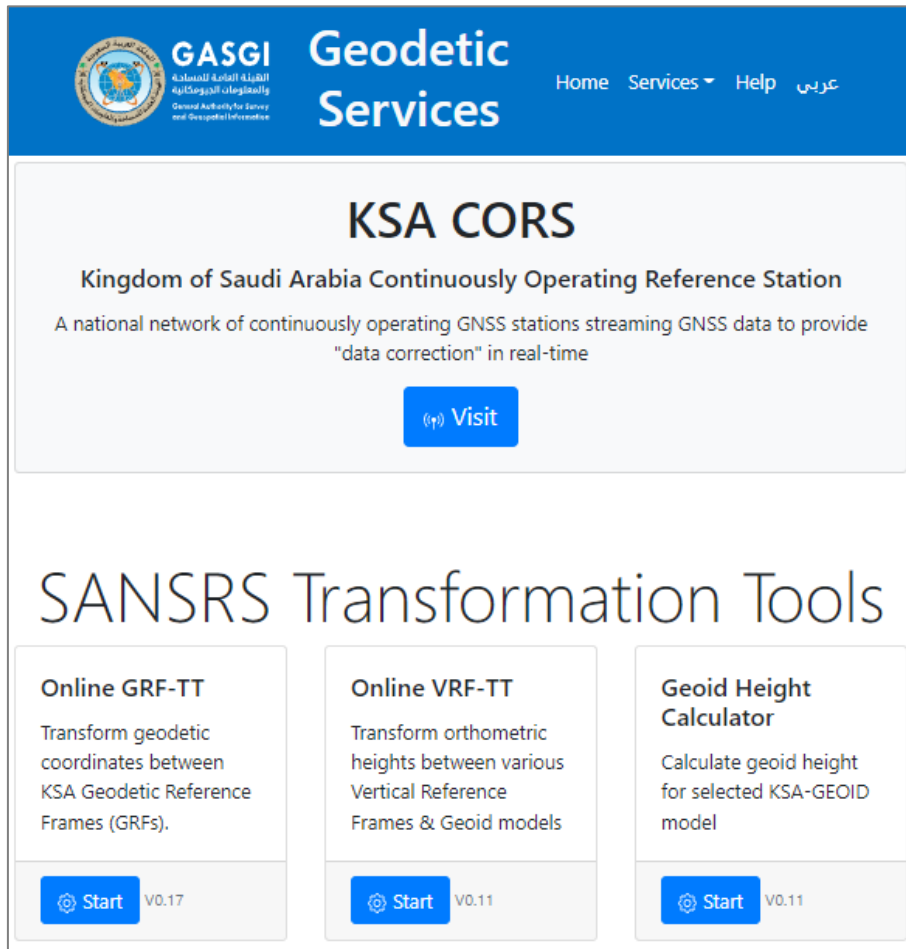 GASGI
الهيئة العامة للمساحة
والمعلومات الجيومكانية
General Authority for Survey
and Geospatial Information
Geodetic
Services
Home Services Help عربي
KSA CORS
Kingdom of Saudi Arabia Continuously Operating Reference Station
A national network of continuously operating GNSS stations streaming GNSS data to provide
"data correction" in real-time
Visit
SANSRS Transformation Tools
Online GRF-TT
Transform geodetic
coordinates between
KSA Geodetic Reference
Frames (GRFs).
Start V0.17
Online VRF-TT
Transform orthometric
heights between various
Vertical Reference
Frames & Geoid models
Start V0.11
Geoid Height
Calculator
Calculate geoid height
for selected KSA-GEOID
model
Start V0.11